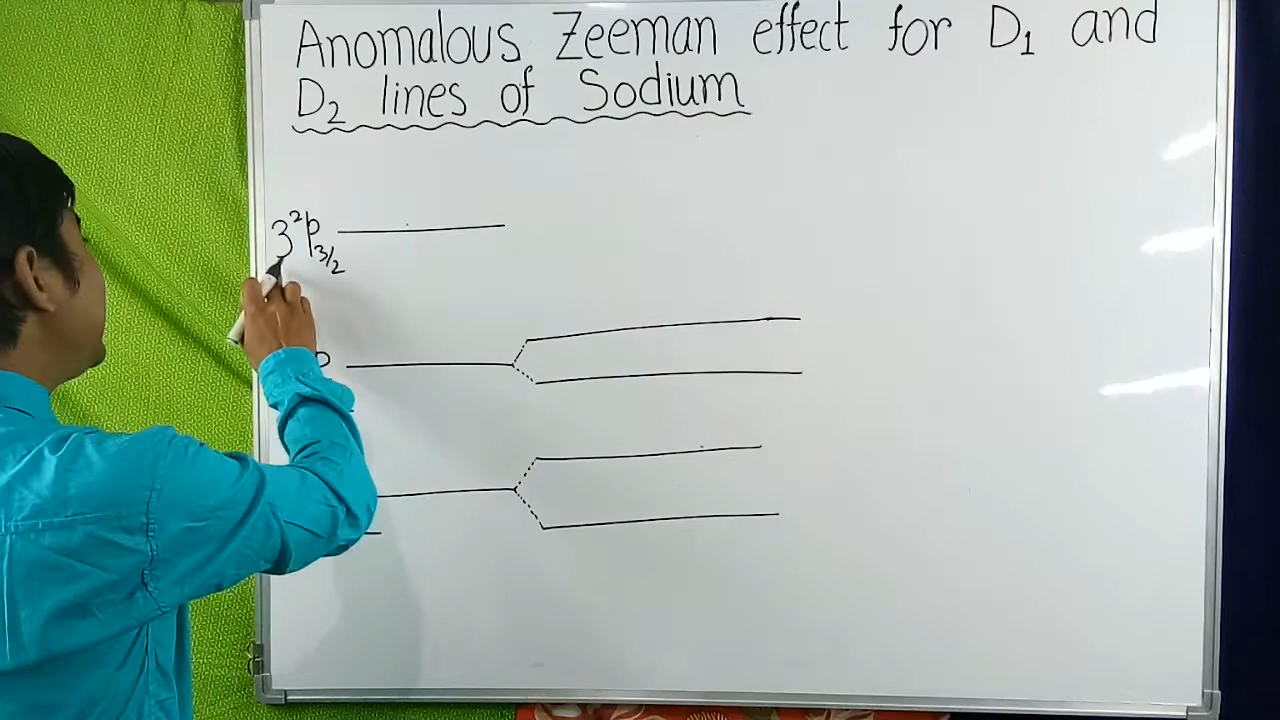 Anomalous Zeeman effect for D₁ and
D₂ lines of Sodium
3²p₃/₂
p